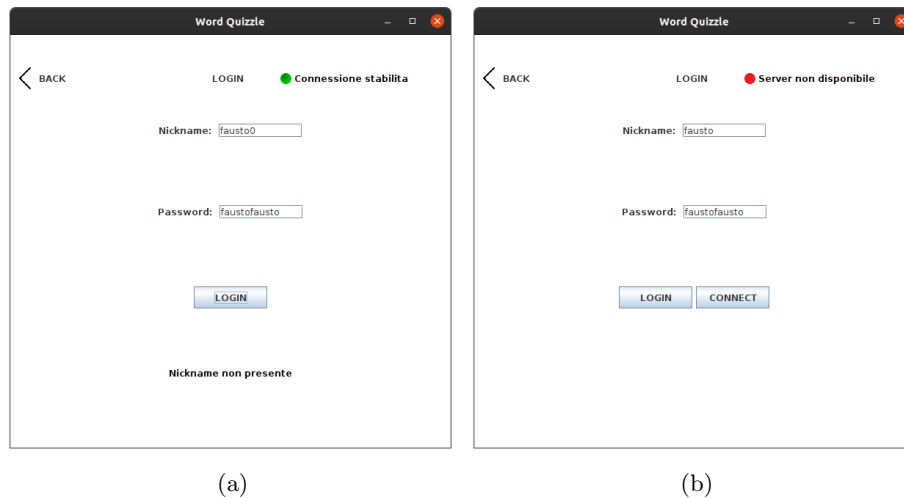 Word Quizzle
BACK
LOGIN
Connessione stabilita
Nickname: fausto0
Password: faustofausto
LOGIN
Nickname non presente
(a)
Word Quizzle
BACK
LOGIN
Server non disponibile
Nickname: fausto
Password: faustofausto
LOGIN
CONNECT
(b)